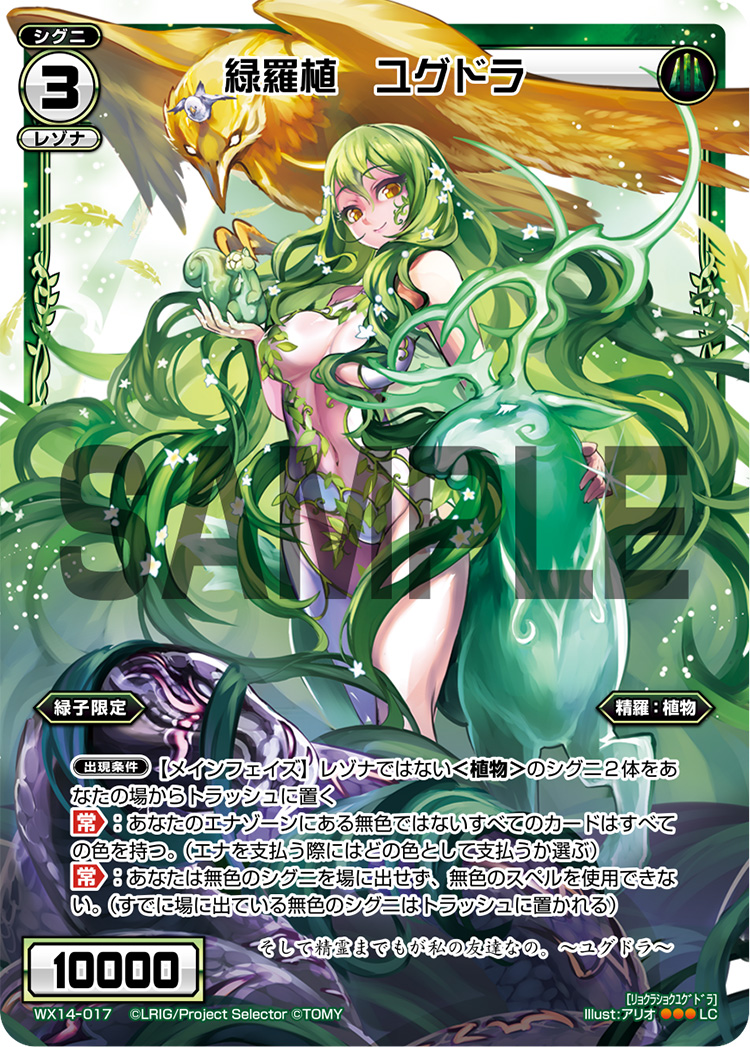 シグニ
緑羅植　ユグドラ
3
レゾナ
SAMPLE
緑子限定
精羅：植物
出現条件 【メインフェイズ】レゾナではない＜植物＞のシグニ２体をあ
なたの場からトラッシュに置く
常：あなたのエナゾーンにある無色ではないすべてのカードはすべて
の色を持つ。（エナを支払う際にはどの色として支払うか選ぶ）
常：あなたは無色のシグニを場に出せず、無色のスペルを使用できな
い。（すでに場に出ている無色のシグニはトラッシュに置かれる）
そして精霊までもが私の友達なの。～ユグドラ～
10000
[リョクラショクユグドラ]
WX14-017 ©LRIG/Project Selector ©TOMY
Illust:アリオ LC